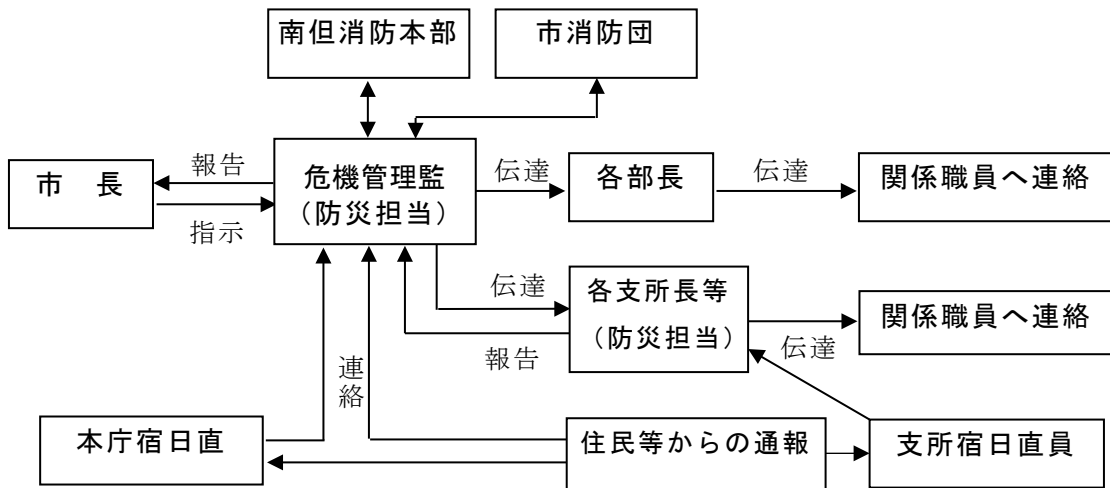 南但消防本部
市消防団
市　長
報告
指示
危機管理監
（防災担当）
伝達
各部長
伝達
関係職員へ連絡
伝達
報告
各支所長等
（防災担当）
伝達
関係職員へ連絡
連絡
本庁宿日直
住民等からの通報
支所宿日直員